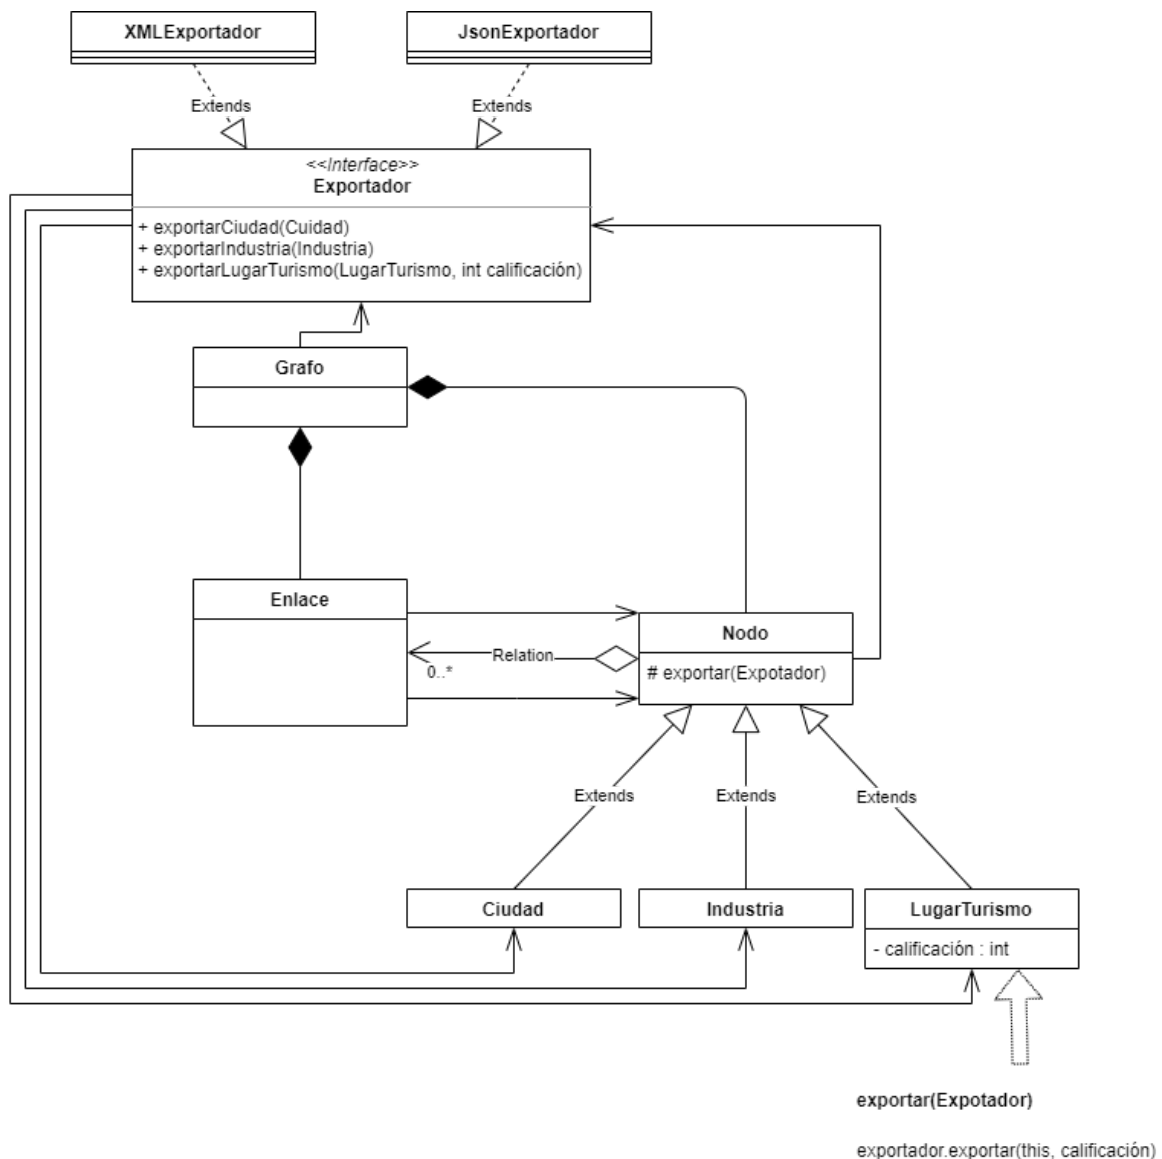 XMLExportador
JsonExportador
Extends
Extends
<<Interface>>
Exportador
+ exportarCiudad(Cuidad)
+ exportarIndustria(Industria)
+ exportarLugarTurismo(LugarTurismo, int calificación)
Grafo
Enlace
Nodo
Relation
0..*
# exportar(Expotador)
Extends
Extends
Extends
Ciudad
Industria
LugarTurismo
- calificación : int
exportar(Expotador)
exportador.exportar(this, calificación)